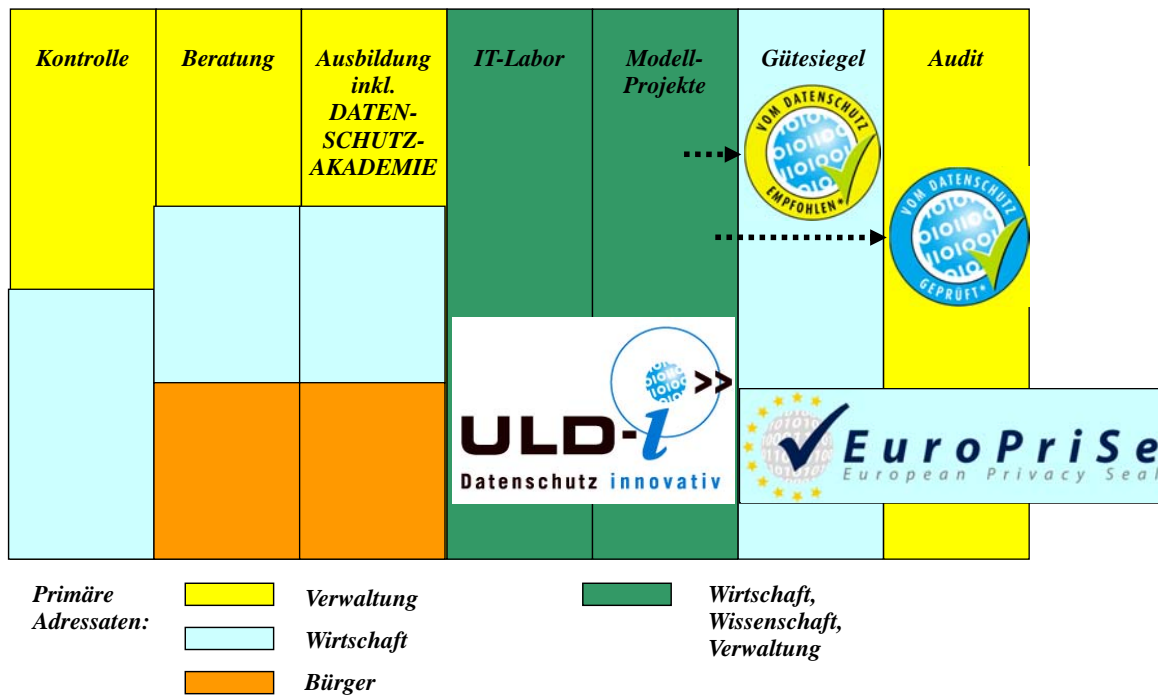 Kontrolle
Beratung
Ausbildung
inkl.
DATEN-
SCHUTZ-
AKADEMIE
IT-Labor
Modell-
Projekte
Gütesiegel
Audit
VOM DATENSCHUTZ
EMPFOHLEN*
VOM DATENSCHUTZ
GEPRÜFT*
>>
ULD-i
Datenschutz innovativ
EuroPriSe
European Privacy Seal
Primäre
Adressaten:
Verwaltung
Wirtschaft
Bürger
Wirtschaft,
Wissenschaft,
Verwaltung